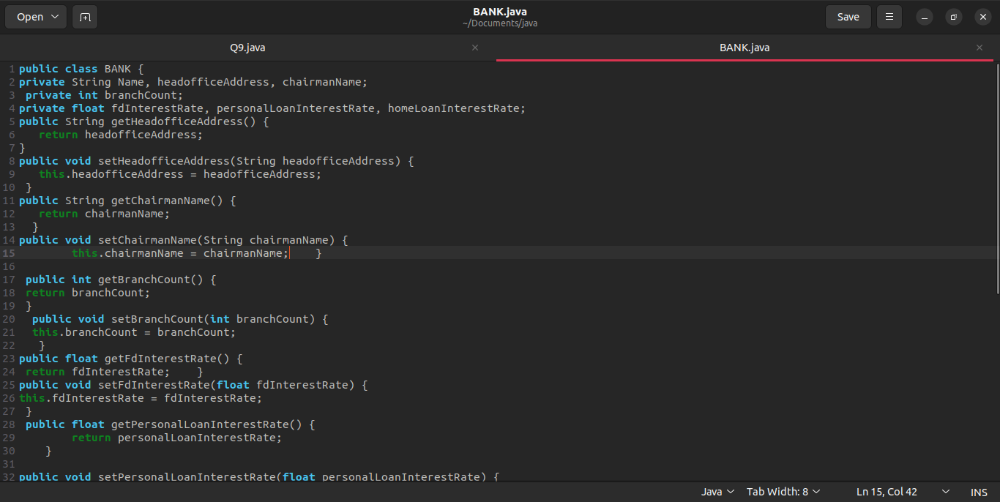 Open
BANK.java
~/Documents/java
Save
Q9.java
BANK.java
1 public class BANK {
2 private String Name, headofficeAddress, chairmanName;
3  private int branchCount;
4 private float fdInterestRate, personalLoanInterestRate, homeLoanInterestRate;
5 public String getHeadofficeAddress() {
6    return headofficeAddress;
7 }
8 public void setHeadofficeAddress(String headofficeAddress) {
9    this.headofficeAddress = headofficeAddress;
10  }
11 public String getChairmanName() {
12    return chairmanName;
13   }
14 public void setChairmanName(String chairmanName) {
15         this.chairmanName = chairmanName;    }
16
17  public int getBranchCount() {
18  return branchCount;
19  }
20   public void setBranchCount(int branchCount) {
21   this.branchCount = branchCount;
22    }
23 public float getFdInterestRate() {
24  return fdInterestRate;    }
25 public void setFdInterestRate(float fdInterestRate) {
26 this.fdInterestRate = fdInterestRate;
27  }
28  public float getPersonalLoanInterestRate() {
29         return personalLoanInterestRate;
30     }
31
32 public void setPersonalLoanInterestRate(float personalLoanInterestRate) {
Java Tab Width: 8 Ln 15, Col 42 INS